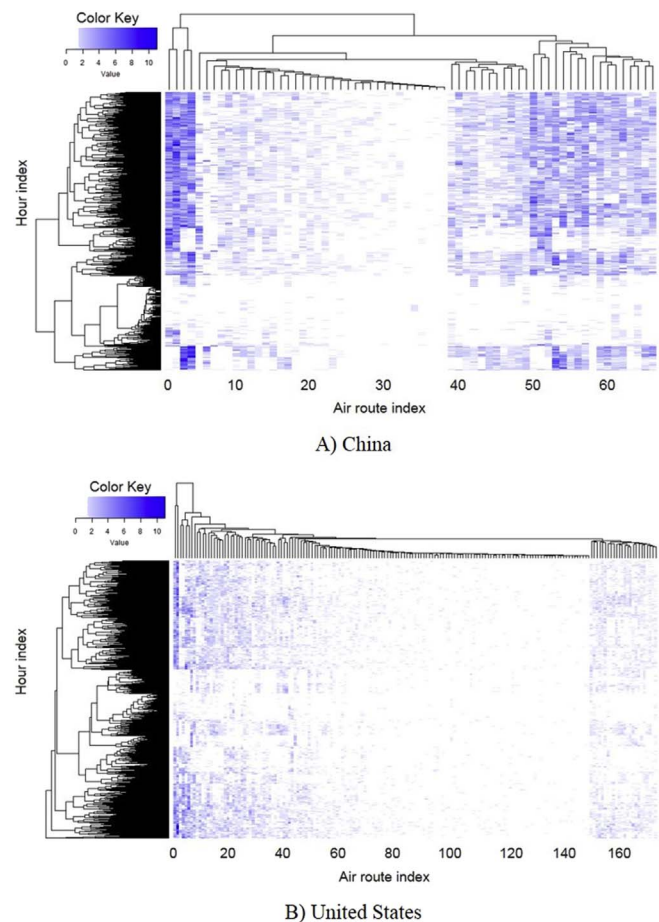 Color Key
0 2 4 6 8 10
Value
Hour index
0 10 20 30 40 50 60
Air route index
A) China
Color Key
0 2 4 6 8 10
Value
Hour index
0 20 40 60 80 100 120 140 160
Air route index
B) United States